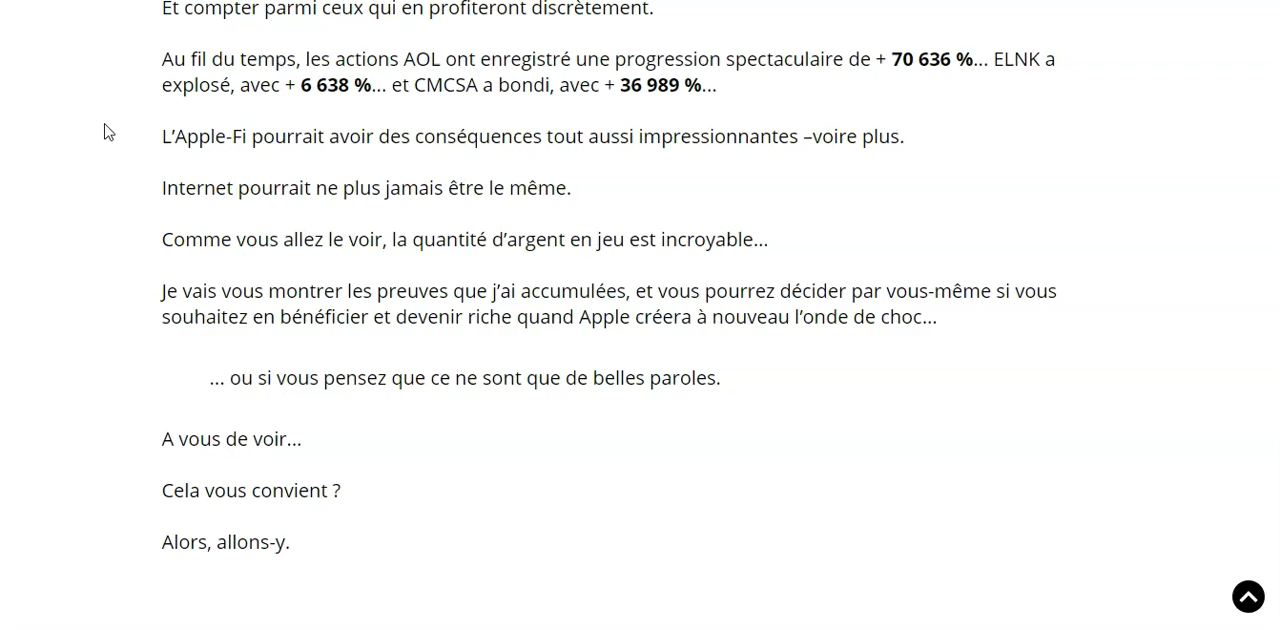 Et compter parmi ceux qui en profiteront discrètement.
Au fil du temps, les actions AOL ont enregistré une progression spectaculaire de + 70 636 %... ELNK a
explosé, avec + 6 638 %... et CMCSA a bondi, avec + 36 989 %...
L’Apple-Fi pourrait avoir des conséquences tout aussi impressionnantes –voire plus.
Internet pourrait ne plus jamais être le même.
Comme vous allez le voir, la quantité d’argent en jeu est incroyable...
Je vais vous montrer les preuves que j’ai accumulées, et vous pourrez décider par vous-même si vous
souhaitez en bénéficier et devenir riche quand Apple créera à nouveau l’onde de choc...
... ou si vous pensez que ce ne sont que de belles paroles.
A vous de voir...
Cela vous convient ?
Alors, allons-y.